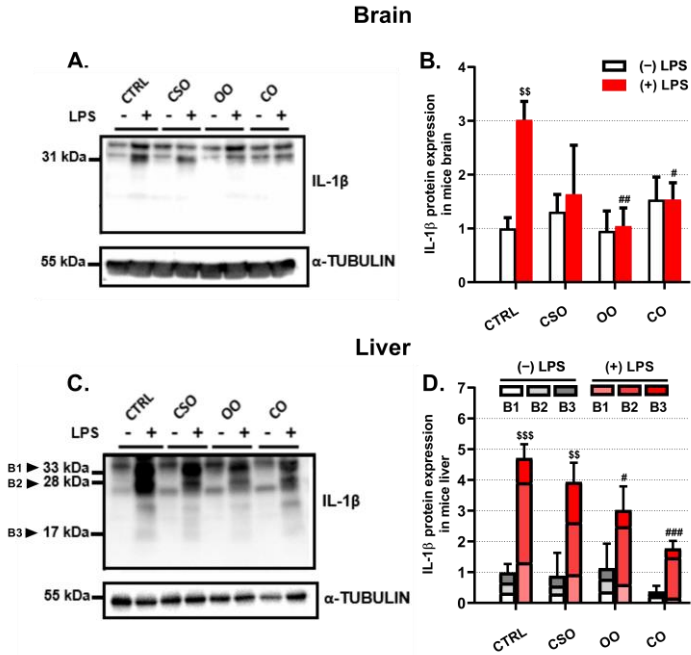 Brain
A.
CTRL CSO OO CO
LPS - + - + - + - +
31 kDa
IL-1β
55 kDa
α-TUBULIN
B.
(−) LPS
(+) LPS
IL-1β protein expression
in mice brain
4
3
2
1
0
$$
##
#
CTRL CSO OO CO
Liver
C.
CTRL CSO OO CO
LPS - + - + - + - +
B1 33 kDa
B2 28 kDa
B3 17 kDa
IL-1β
55 kDa
α-TUBULIN
D.
(−) LPS (+) LPS
B1 B2 B3 B1 B2 B3
IL-1β protein expression
in mice liver
7
6
5
4
3
2
1
0
$$$
$$
#
###
CTRL CSO OO CO